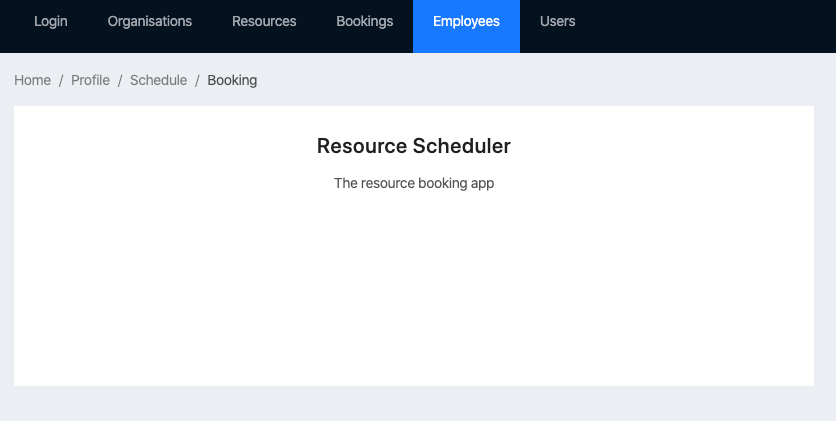 Login Organisations Resources Bookings Employees Users
Home / Profile / Schedule / Booking
Resource Scheduler
The resource booking app